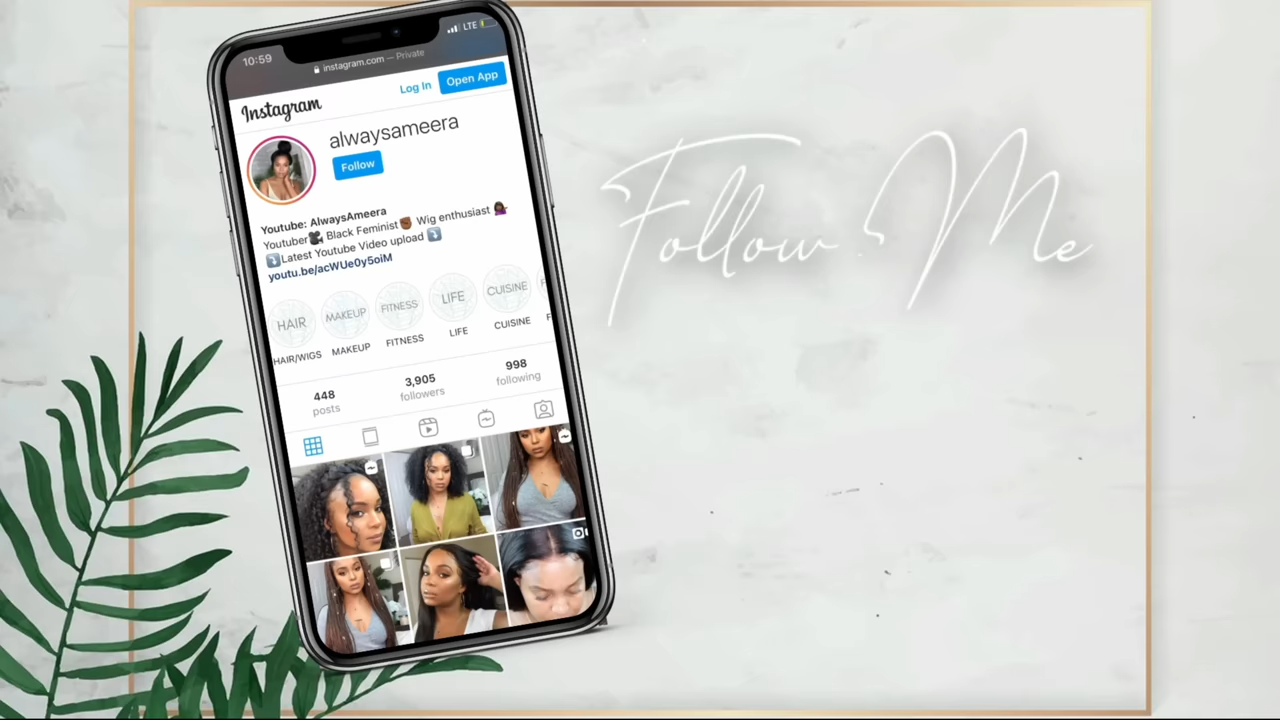 10:59
LTE
instagram.com — Private
Instagram
Log In
Open App
alwaysameera
Follow
Youtube: AlwaysAmeera
Youtuber🎥 Black Feminist✊🏾 Wig enthusiast 💁🏾‍♀️
⤵️Latest Youtube Video upload ⤵️
youtu.be/acWUe0y5oiM
HAIR
MAKEUP
FITNESS
LIFE
CUISINE
HAIR/WIGS
MAKEUP
FITNESS
LIFE
CUISINE
448
3,905
998
posts
followers
following
Follow Me